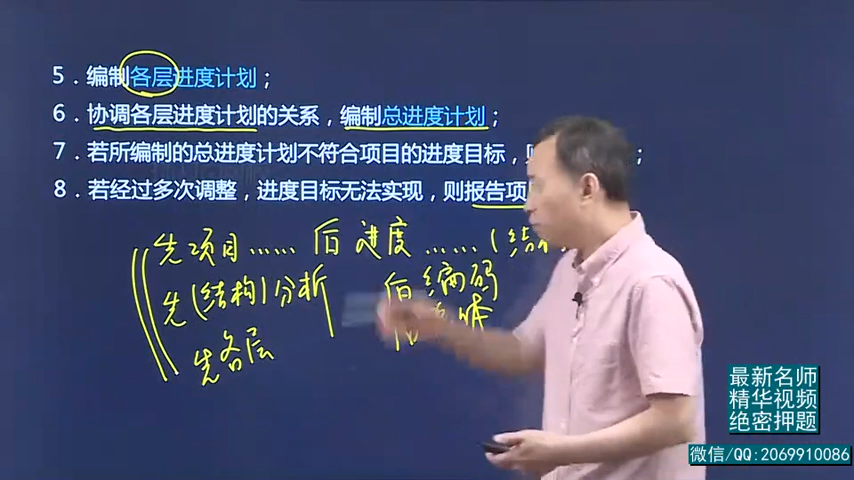 5．编制各层进度计划；
6．协调各层进度计划的关系，编制总进度计划；
7．若所编制的总进度计划不符合项目的进度目标，；
8．若经过多次调整，进度目标无法实现，则报告项
先项目……后进度……（结
先（结构）分析 后编码
先各层 后
最新名师
精华视频
绝密押题
微信/QQ:2069910086